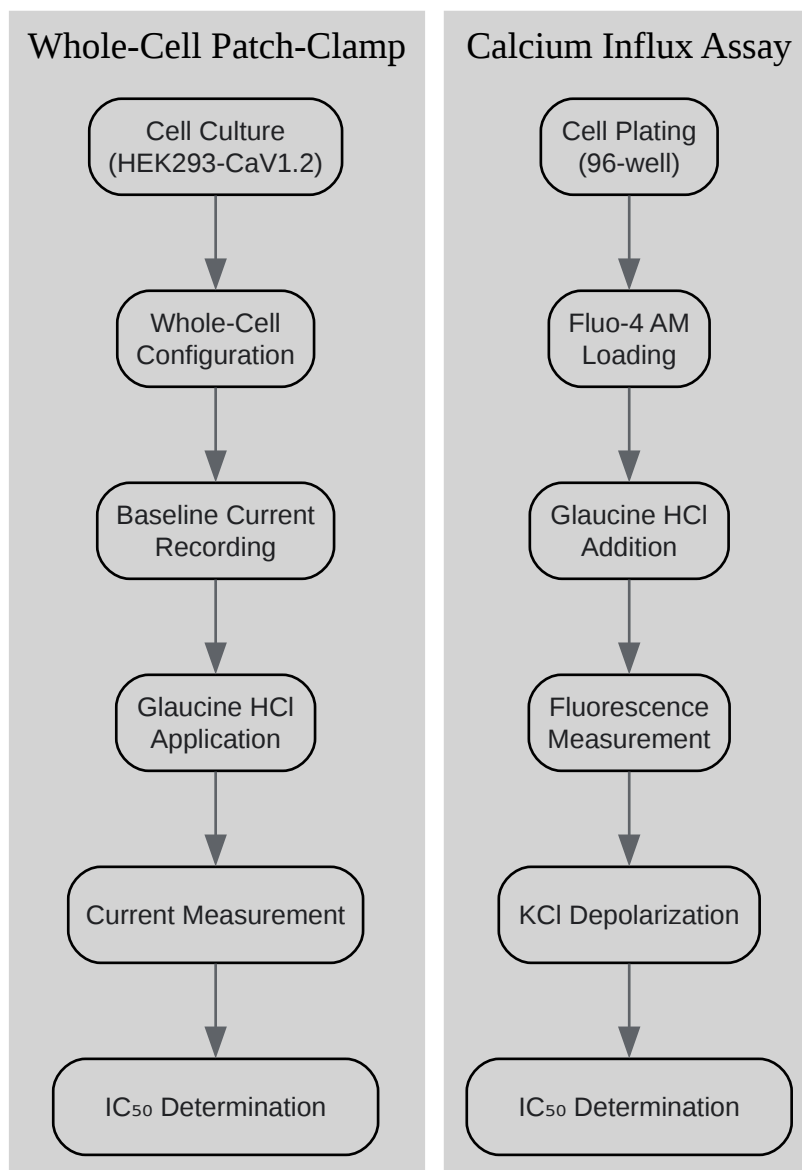 Whole-Cell Patch-Clamp
Cell Culture
(HEK293-CaV1.2)
Whole-Cell
Configuration
Baseline Current
Recording
Glaucine HCl
Application
Current Measurement
IC₅₀ Determination
Calcium Influx Assay
Cell Plating
(96-well)
Fluo-4 AM
Loading
Glaucine HCl
Addition
Fluorescence
Measurement
KCl Depolarization
IC₅₀ Determination